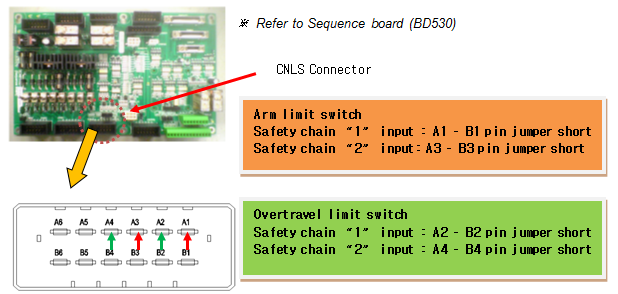 ※ Refer to Sequence board (BD530)
CNLS Connector
Arm limit switch
Safety chain “1” input : A1 - B1 pin jumper short
Safety chain “2” input: A3 - B3 pin jumper short
Overtravel limit switch
Safety chain “1” input : A2 - B2 pin jumper short
Safety chain “2” input : A4 - B4 pin jumper short
A6 A5 A4 A3 A2 A1
B6 B5 B4 B3 B2 B1